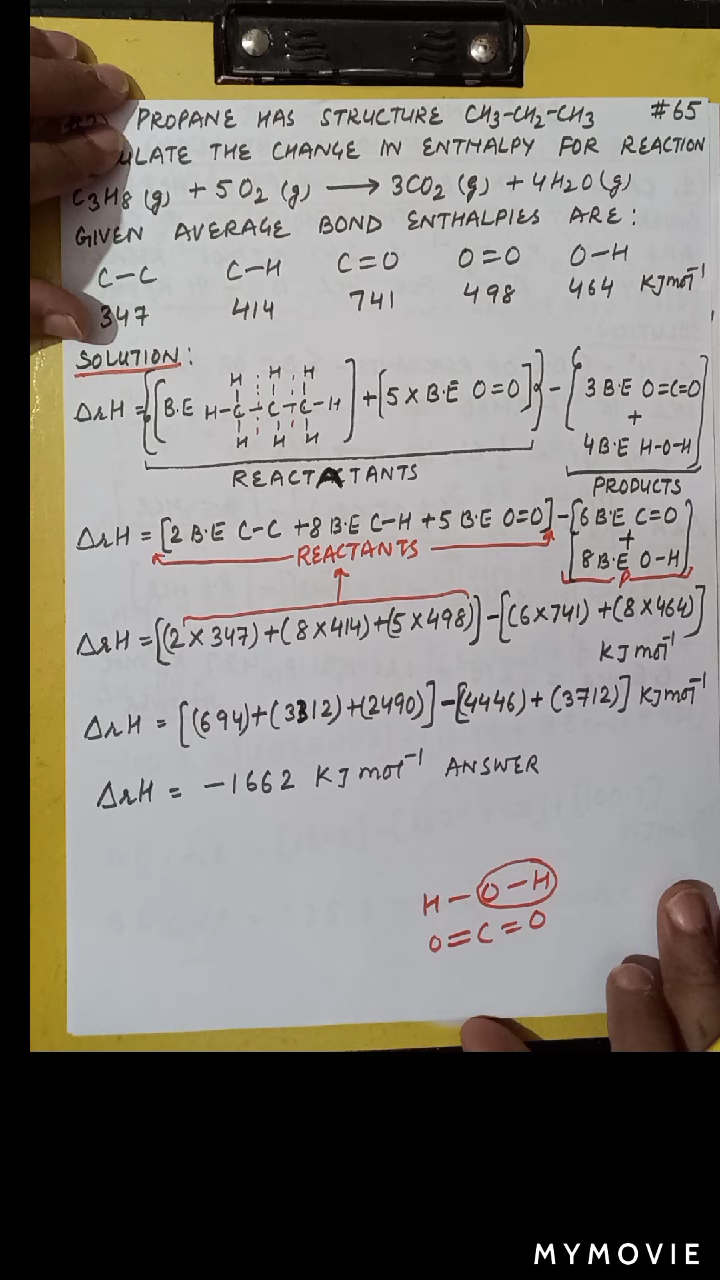 PROPANE HAS STRUCTURE CH3-CH2-CH3 #65
ULATE THE CHANGE IN ENTHALPY FOR REACTION
C3H8 (g) + 5O2 (g) ⟶ 3CO2 (g) + 4H2O (g)
GIVEN AVERAGE BOND ENTHALPIES ARE:
C-C C-H C=O O=O O-H
347 414 741 498 464 KJmol⁻¹
SOLUTION:
H H H
ΔrH = {[B.E H-C-C-C-H] + [5 × B.E O=O]} - [3 B.E O=C=O
H H H
+
4B.E H-O-H]
REACTANTS
PRODUCTS
ΔrH = [2 B.E C-C + 8 B.E C-H + 5 B.E O=O] - [6 B.E C=O
+
REACTANTS
8 B.E O-H]
P
ΔrH = [(2 × 347) + (8 × 414) + (5 × 498)] - [(6 × 741) + (8 × 464)]
KJ mol⁻¹
ΔrH = [(694) + (3312) + (2490)] - [4446) + (3712)] KJ mol⁻¹
ΔrH = -1662 KJ mol⁻¹ ANSWER
H-O-H
O=C=O
MYMOVIE